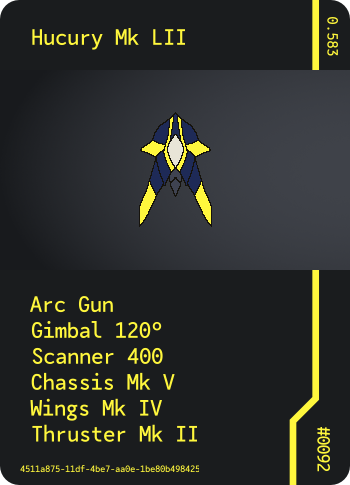 Hucury Mk LII
0.583
Arc Gun
Gimbal 120°
Scanner 400
Chassis Mk V
Wings Mk IV
Thruster Mk II
#0092
4511a875-11df-4be7-aa0e-1be80b498425